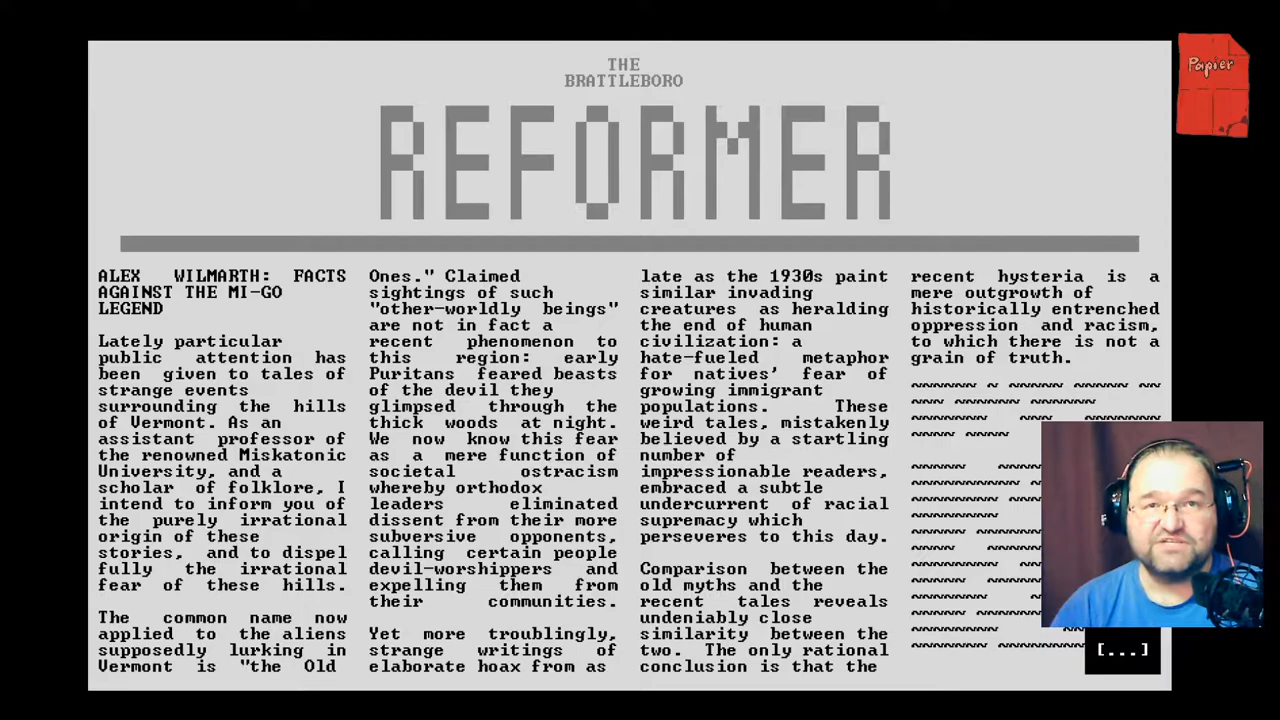 THE
BRATTLEBORO
REFORMER
Papier
ALEX WILMARTH: FACTS
AGAINST THE MI-GO
LEGEND
Lately particular
public attention has
been given to tales of
strange events
surrounding the hills
of Vermont. As an
assistant professor of
the renowned Miskatonic
University, and a
scholar of folklore, I
intend to inform you of
the purely irrational
origin of these
stories, and to dispel
fully the irrational
fear of these hills.
The common name now
applied to the aliens
supposedly lurking in
Vermont is "the Old
Ones." Claimed
sightings of such
"other-worldly beings"
are not in fact a
recent phenomenon to
this region: early
Puritans feared beasts
of the devil they
glimpsed through the
thick woods at night.
We now know this fear
as a mere function of
societal ostracism
whereby orthodox
leaders eliminated
dissent from their more
subversive opponents,
calling certain people
devil-worshippers and
expelling them from
their communities.
Yet more troublingly,
strange writings of
elaborate hoax from as
late as the 1930s paint
similar invading
creatures as heralding
the end of human
civilization: a
hate-fueled metaphor
for natives' fear of
growing immigrant
populations. These
weird tales, mistakenly
believed by a startling
number of
impressionable readers,
embraced a subtle
undercurrent of racial
supremacy which
perseveres to this day.
Comparison between the
old myths and the
recent tales reveals
undeniably close
similarity between the
two. The only rational
conclusion is that the
recent hysteria is a
mere outgrowth of
historically entrenched
oppression and racism,
to which there is not a
grain of truth.
[...]